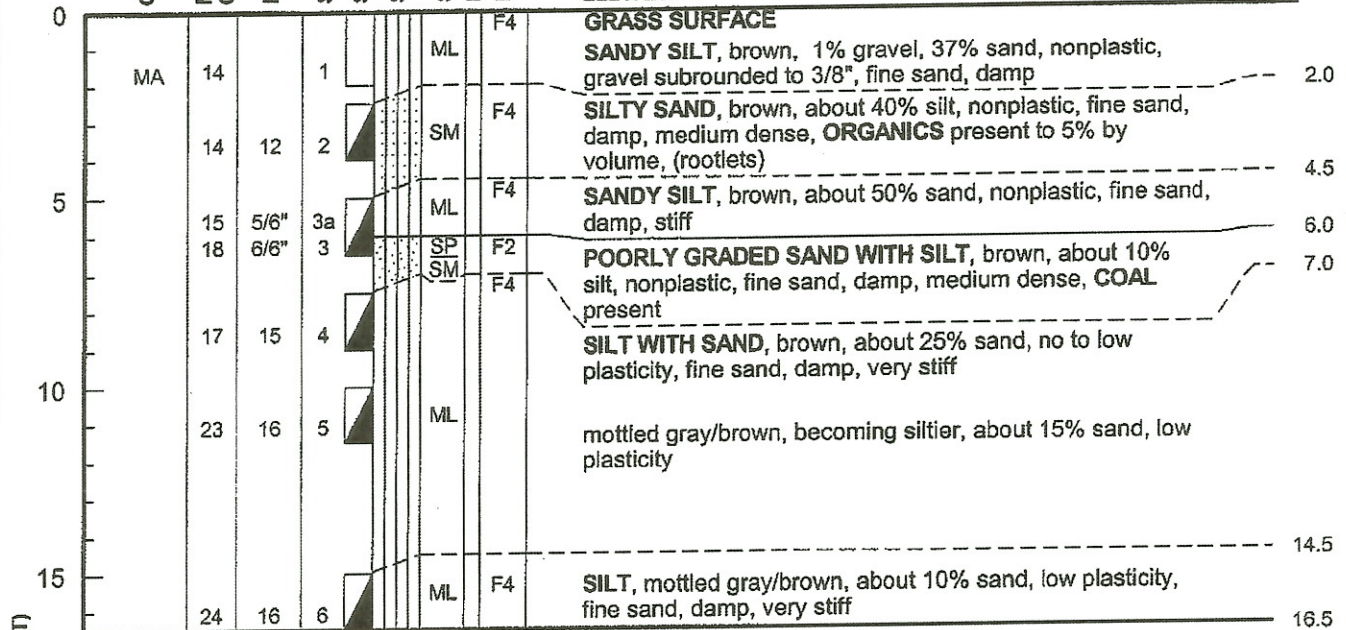 0
F4
GRASS SURFACE
ML
SANDY SILT, brown, 1% gravel, 37% sand, nonplastic,
MA 14 1
gravel subrounded to 3/8", fine sand, damp
2.0
F4
SILTY SAND, brown, about 40% silt, nonplastic, fine sand,
14 12 2 SM
damp, medium dense, ORGANICS present to 5% by
volume, (rootlets)
4.5
5
F4
SANDY SILT, brown, about 50% sand, nonplastic, fine sand,
15 5/6" 3a ML
damp, stiff
6.0
18 6/6" 3 SP F2
SM
POORLY GRADED SAND WITH SILT, brown, about 10%
7.0
F4
silt, nonplastic, fine sand, damp, medium dense, COAL
present
17 15 4
SILT WITH SAND, brown, about 25% sand, no to low
plasticity, fine sand, damp, very stiff
10
23 16 5 ML
mottled gray/brown, becoming siltier, about 15% sand, low
plasticity
14.5
15
ML F4
SILT, mottled gray/brown, about 10% sand, low plasticity,
24 16 6
fine sand, damp, very stiff
16.5